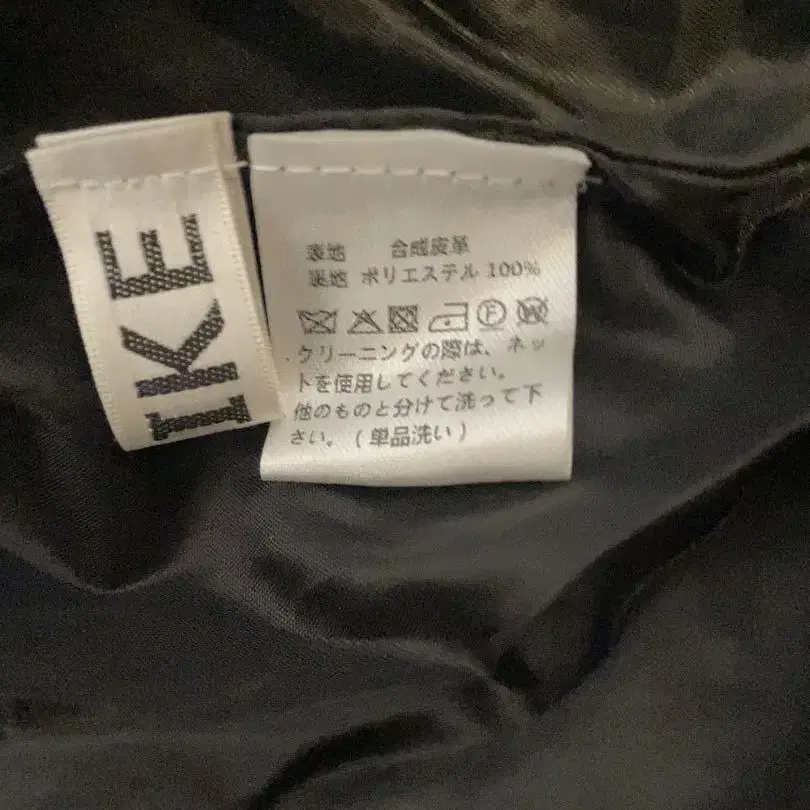 IKE
表地 合成皮革
裏地 ポリエステル 100%
F W
クリーニングの際は、ネッ
トを使用してください。
他のものと分けて洗って下
さい。(単品洗い)